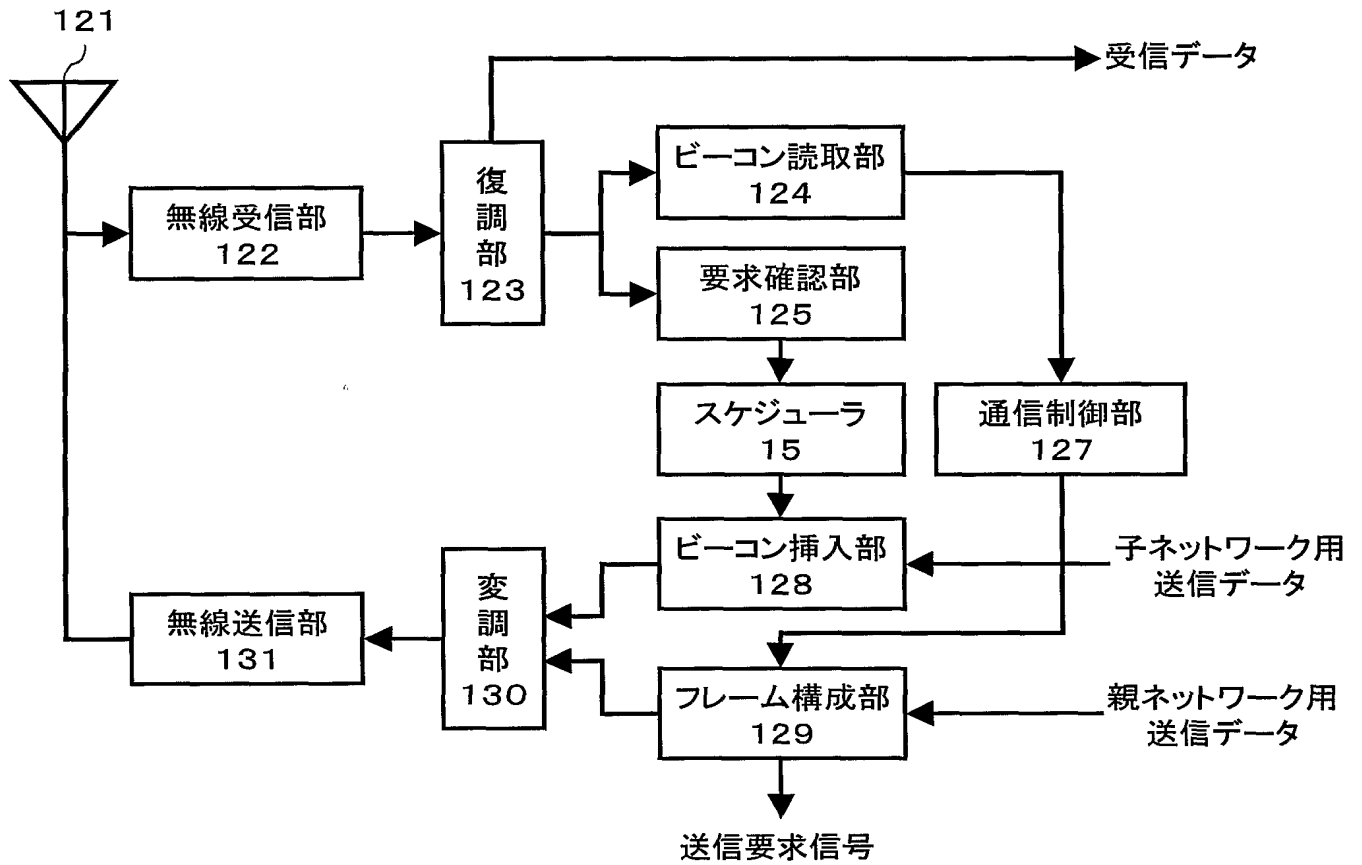 121
受信データ
ビーコン読取部
124
復
調
部
123
無線受信部
122
要求確認部
125
スケジューラ
15
通信制御部
127
ビーコン挿入部
128
子ネットワーク用
送信データ
変
調
部
130
無線送信部
131
フレーム構成部
129
親ネットワーク用
送信データ
送信要求信号